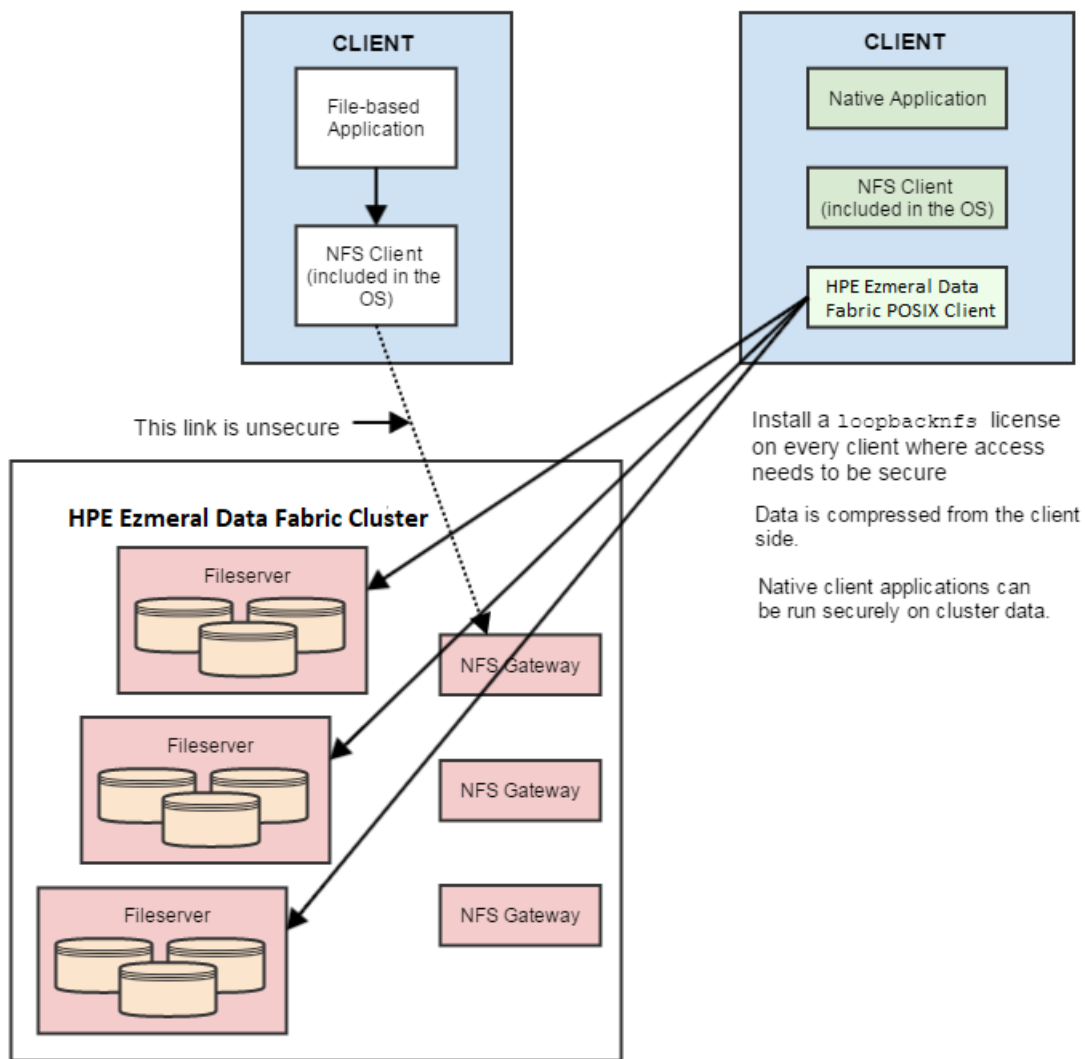 CLIENT
File-based
Application
NFS Client
(included in the
OS)
CLIENT
Native Application
NFS Client
(included in the OS)
HPE Ezmeral Data
Fabric POSIX Client
This link is unsecure
Install a loopbacknfs license
on every client where access
needs to be secure
Data is compressed from the client
side.
Native client applications can
be run securely on cluster data.
HPE Ezmeral Data Fabric Cluster
Fileserver
NFS Gateway
Fileserver
NFS Gateway
Fileserver
NFS Gateway